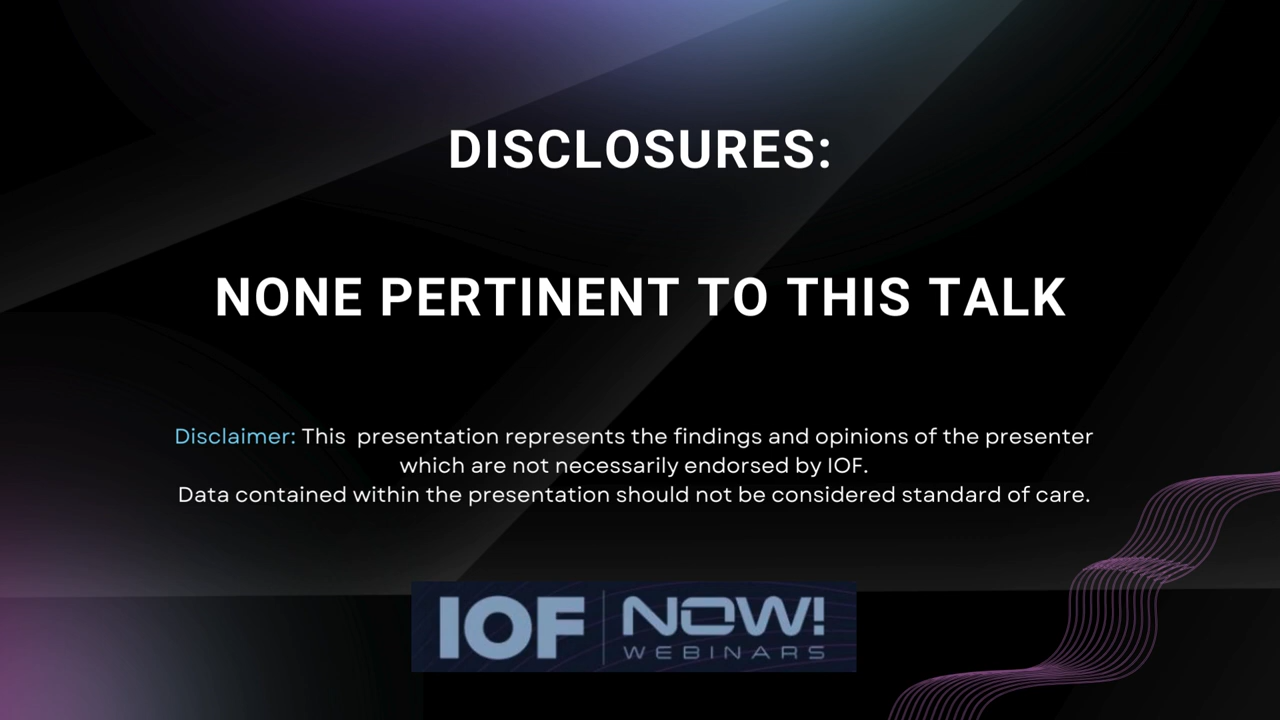 DISCLOSURES:
NONE PERTINENT TO THIS TALK
Disclaimer: This  presentation represents the findings and opinions of the presenter
which are not necessarily endorsed by IOF.
Data contained within the presentation should not be considered standard of care.
IOF NOW!
WEBINARS